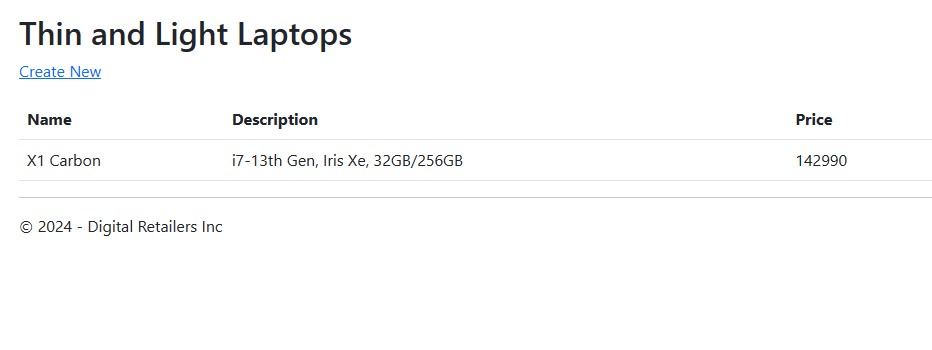 Thin and Light Laptops
Create New
Name Description Price
X1 Carbon i7-13th Gen, Iris Xe, 32GB/256GB 142990
© 2024 - Digital Retailers Inc